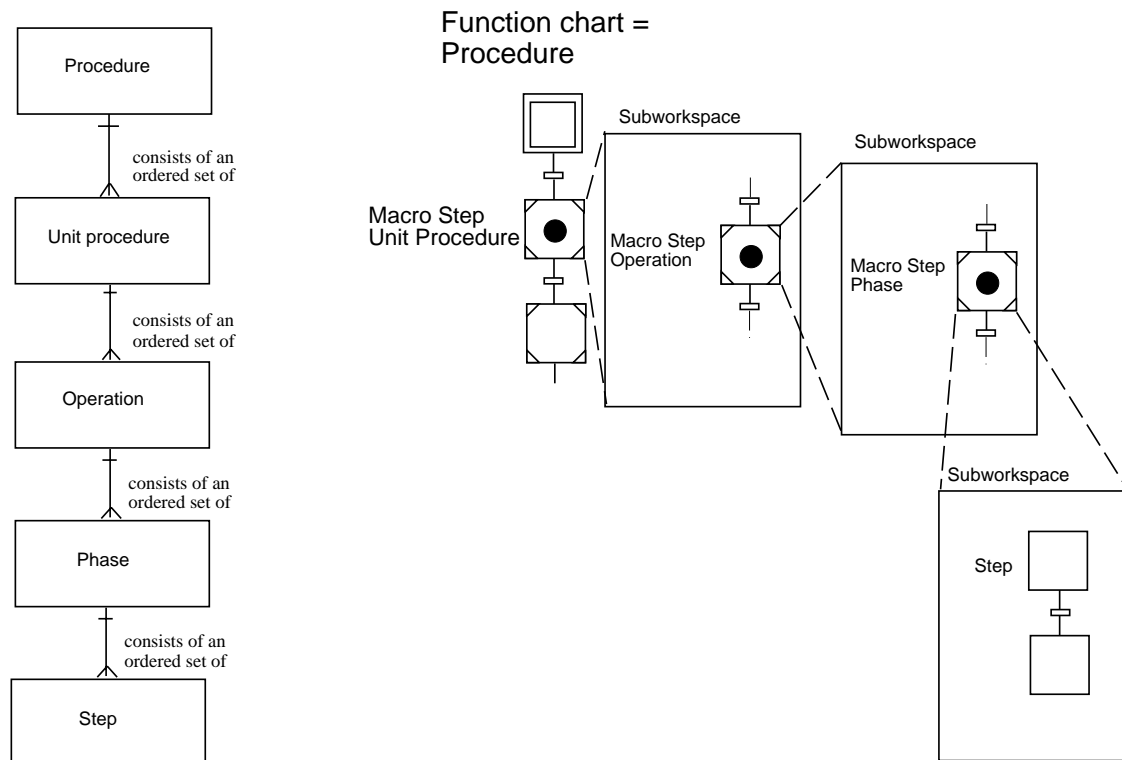 Procedure
consists of an
ordered set of
Unit procedure
consists of an
ordered set of
Operation
consists of an
ordered set of
Phase
consists of an
ordered set of
Step
Function chart =
Procedure
Subworkspace
Macro Step
Unit Procedure
Subworkspace
Macro Step
Operation
Macro Step
Phase
Subworkspace
Step